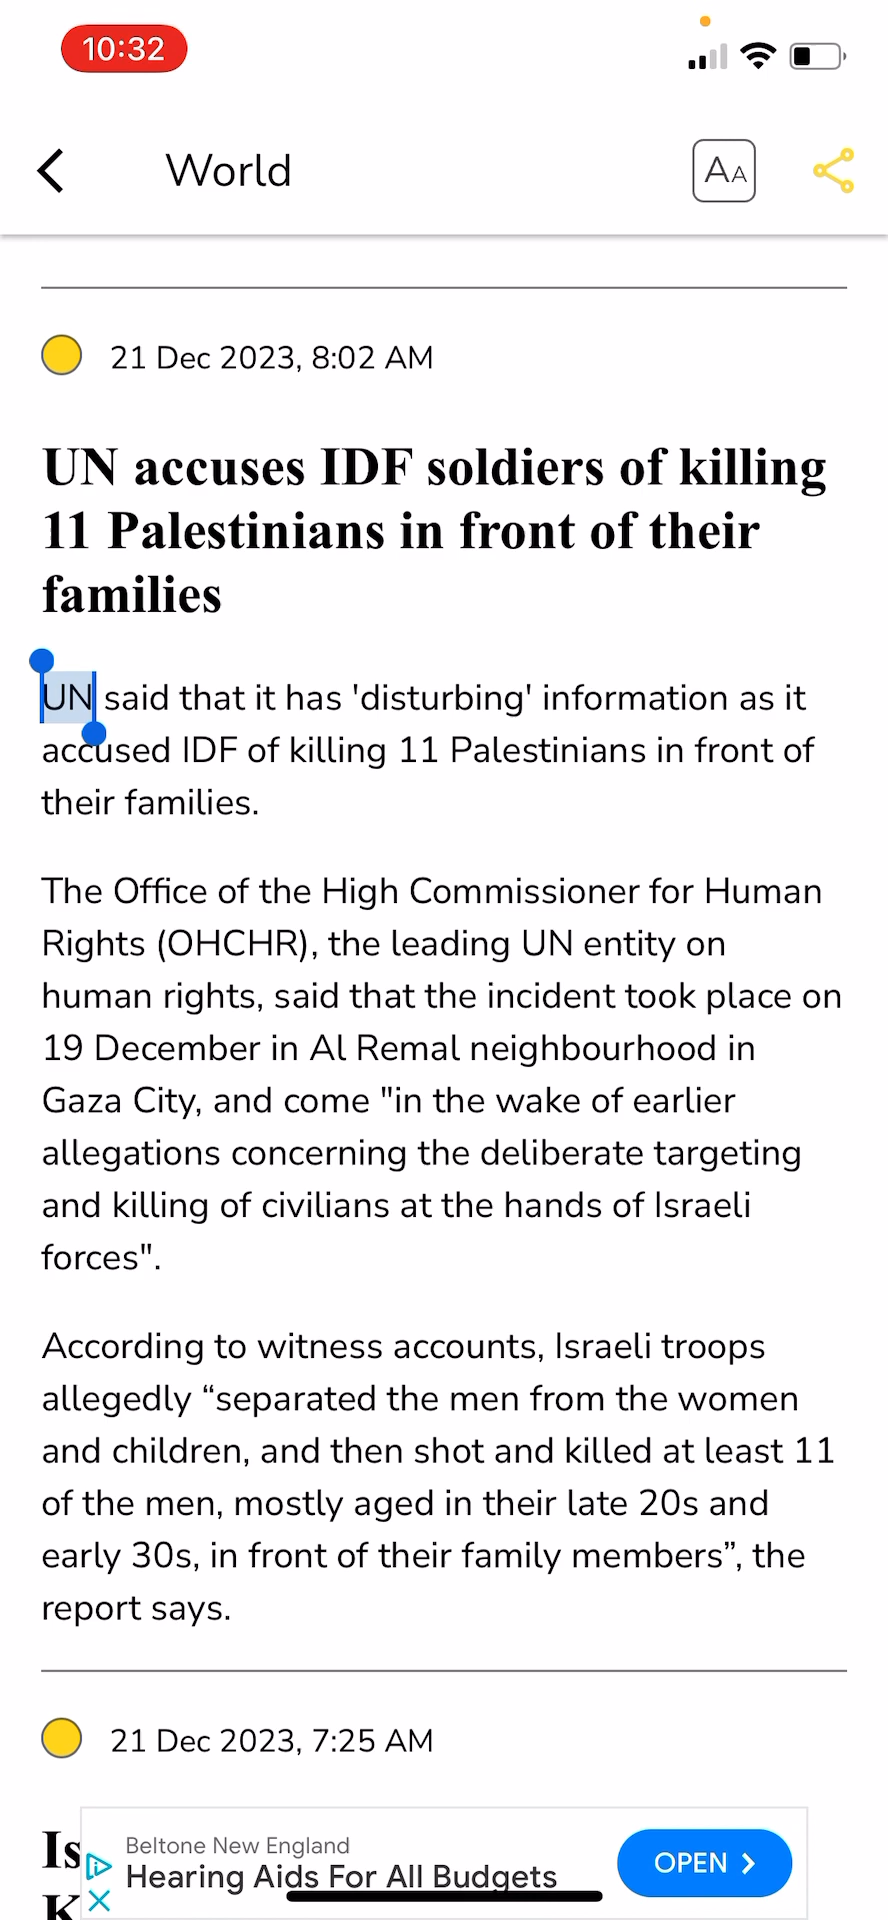 10:32
World
AA
21 Dec 2023, 8:02 AM
UN accuses IDF soldiers of killing
11 Palestinians in front of their
families
UN said that it has 'disturbing' information as it
accused IDF of killing 11 Palestinians in front of
their families.
The Office of the High Commissioner for Human
Rights (OHCHR), the leading UN entity on
human rights, said that the incident took place on
19 December in Al Remal neighbourhood in
Gaza City, and come "in the wake of earlier
allegations concerning the deliberate targeting
and killing of civilians at the hands of Israeli
forces".
According to witness accounts, Israeli troops
allegedly “separated the men from the women
and children, and then shot and killed at least 11
of the men, mostly aged in their late 20s and
early 30s, in front of their family members”, the
report says.
21 Dec 2023, 7:25 AM
Beltone New England
Hearing Aids For All Budgets
OPEN